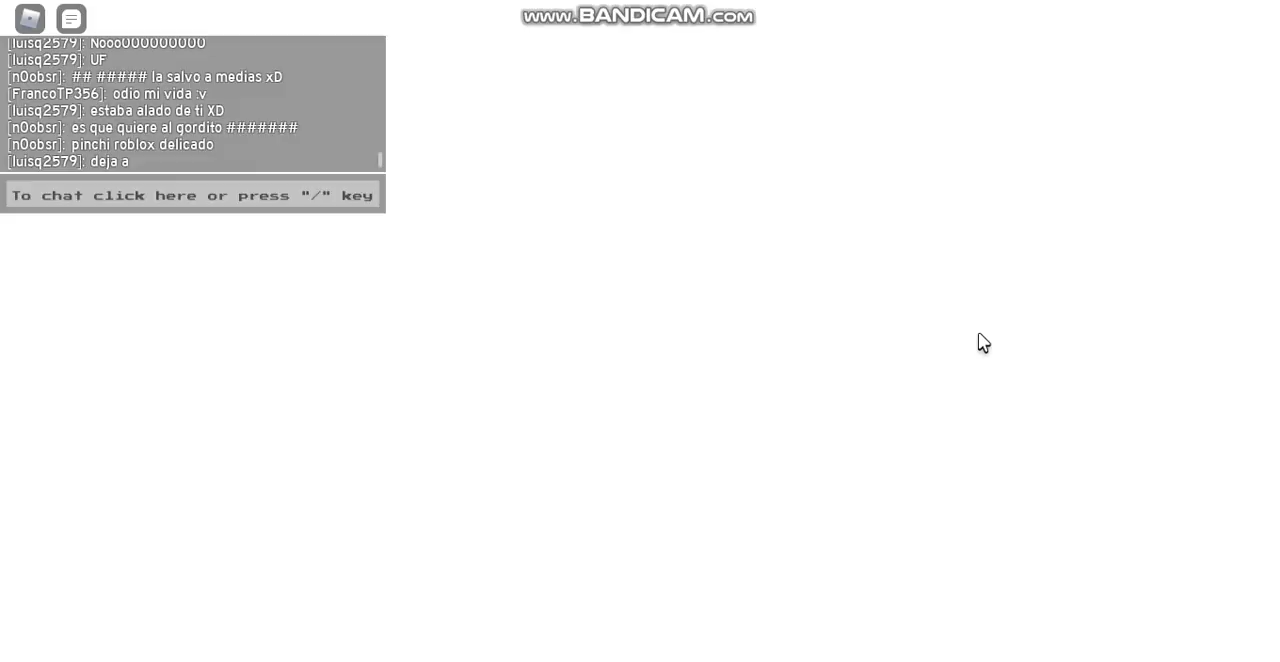 www.BANDICAM.com
[luisq2579]: Nooo000000000
[luisq2579]: UF
[n0obsr]: ## ##### la salvo a medias xD
[FrancoTP356]: odio mi vida :v
[luisq2579]: estaba alado de ti XD
[n0obsr]: es que quiere al gordito #######
[n0obsr]: pinchi roblox delicado
[luisq2579]: deja a
To chat click here or press "/" key